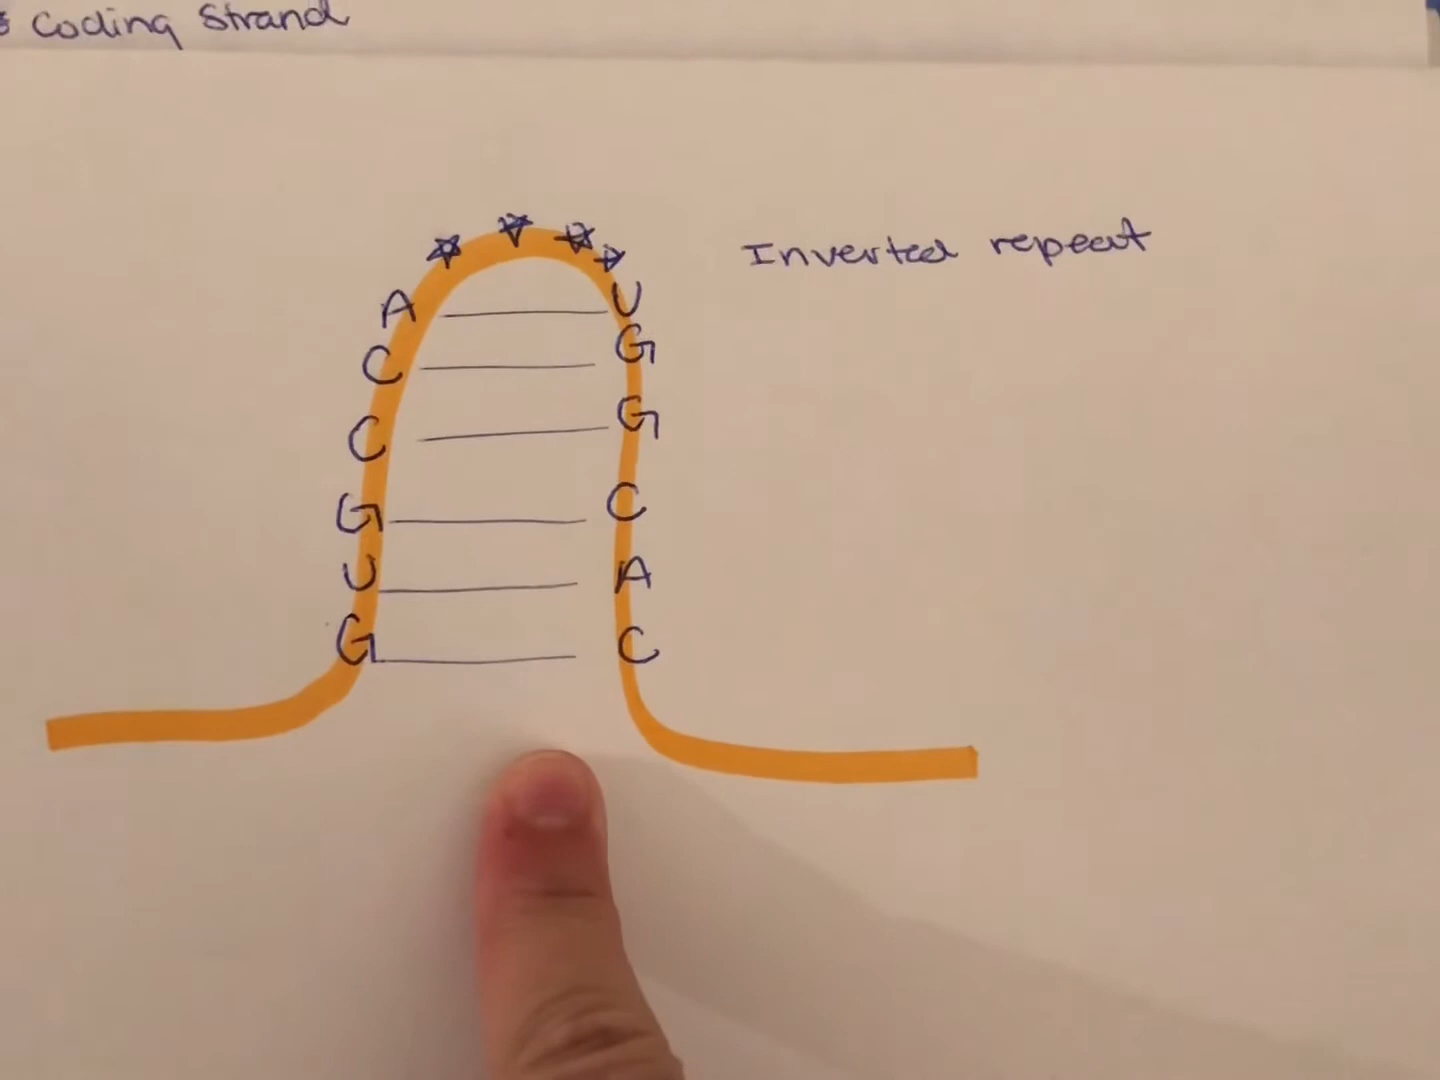 Coding Strand
Inverted repeat
A U
C G
C G
G C
U A
G C